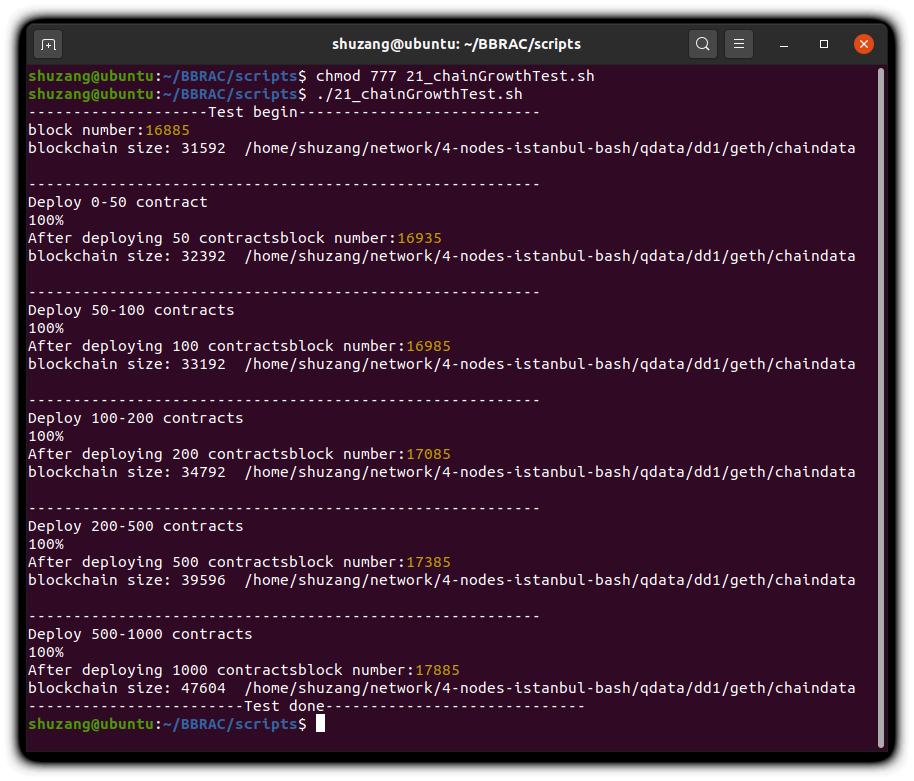 shuzang@ubuntu: ~/BBRAC/scripts
shuzang@ubuntu:~/BBRAC/scripts$ chmod 777 21_chainGrowthTest.sh
shuzang@ubuntu:~/BBRAC/scripts$ ./21_chainGrowthTest.sh
--------------------Test begin---------------------------
block number:16885
blockchain size: 31592  /home/shuzang/network/4-nodes-istanbul-bash/qdata/dd1/geth/chaindata
---------------------------------------------------------
Deploy 0-50 contract
100%
After deploying 50 contractsblock number:16935
blockchain size: 32392  /home/shuzang/network/4-nodes-istanbul-bash/qdata/dd1/geth/chaindata
---------------------------------------------------------
Deploy 50-100 contracts
100%
After deploying 100 contractsblock number:16985
blockchain size: 33192  /home/shuzang/network/4-nodes-istanbul-bash/qdata/dd1/geth/chaindata
---------------------------------------------------------
Deploy 100-200 contracts
100%
After deploying 200 contractsblock number:17085
blockchain size: 34792  /home/shuzang/network/4-nodes-istanbul-bash/qdata/dd1/geth/chaindata
---------------------------------------------------------
Deploy 200-500 contracts
100%
After deploying 500 contractsblock number:17385
blockchain size: 39596  /home/shuzang/network/4-nodes-istanbul-bash/qdata/dd1/geth/chaindata
---------------------------------------------------------
Deploy 500-1000 contracts
100%
After deploying 1000 contractsblock number:17885
blockchain size: 47604  /home/shuzang/network/4-nodes-istanbul-bash/qdata/dd1/geth/chaindata
------------------------Test done-----------------------------
shuzang@ubuntu:~/BBRAC/scripts$